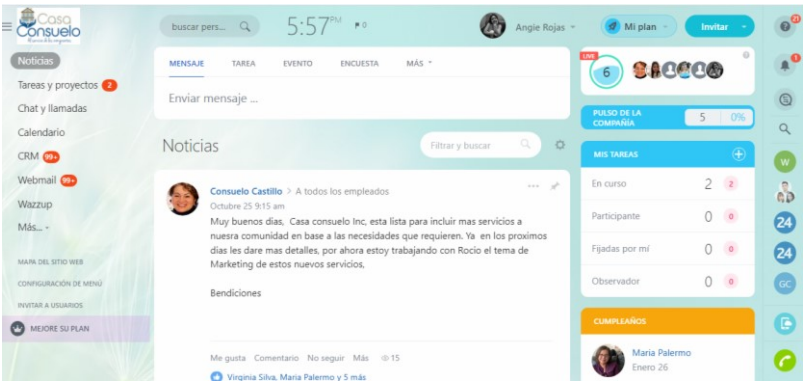 Casa
Consuelo
buscar pers...
5:57 PM
0
Angie Rojas
Mi plan
Invitar
21
Noticias
Tareas y proyectos 2
Chat y llamadas
Calendario
CRM 99+
Webmail 99+
Wazzup
Más...
MAPA DEL SITIO WEB
CONFIGURACIÓN DE MENÚ
INVITAR A USUARIOS
MEJORE SU PLAN
MENSAJE TAREA EVENTO ENCUESTA MÁS
Enviar mensaje ...
Noticias
Filtrar y buscar
Consuelo Castillo > A todos los empleados
Octubre 25 9:15 am
Muy buenos dias, Casa consuelo Inc, esta lista para incluir mas servicios a
nuesra comunidad en base a las necesidades que requieren. Ya en los proximos
dias les dare mas detalles, por ahora estoy trabajando con Rocio el tema de
Marketing de estos nuevos servicios,
Bendiciones
Me gusta Comentario No seguir Más 15
Virginia Silva, Maria Palermo y 5 más
LIVE
6
PULSO DE LA
COMPAÑÍA
5 0%
MIS TAREAS
En curso 2 2
Participante 0 0
Fijadas por mí 0 0
Observador 0 0
CUMPLEAÑOS
Maria Palermo
Enero 26
1
W
24
24
GC